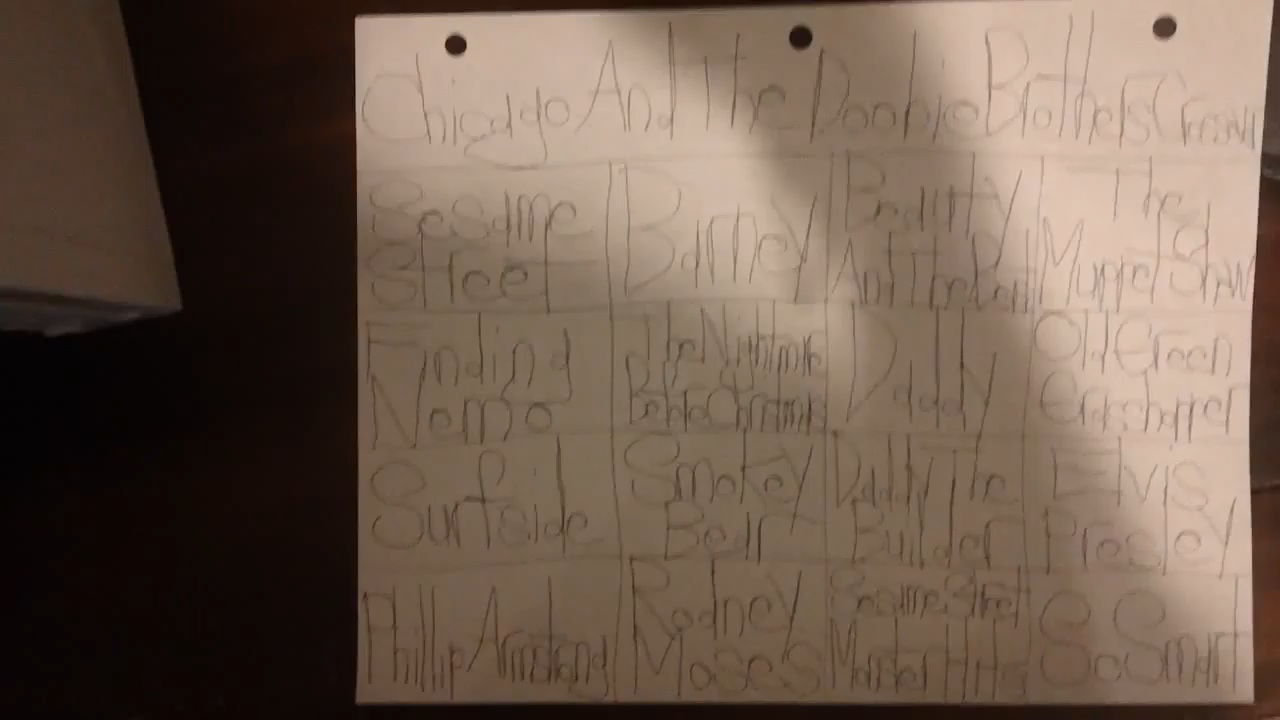 Chicago And The Doobie Brothers
Sesame
Street
Barney
Beauty
And The Beast
The
Muppet Show
Finding
Nemo
The Nightmare
Before Christmas
Daddy
Old Green
Grasshopper
Surfside
Smokey
Bear
Daddy The
Builder
Elvis
Presley
Phillip Armstrong
Rodney
Moses
Sesame Street
Monster Hits
So Smart